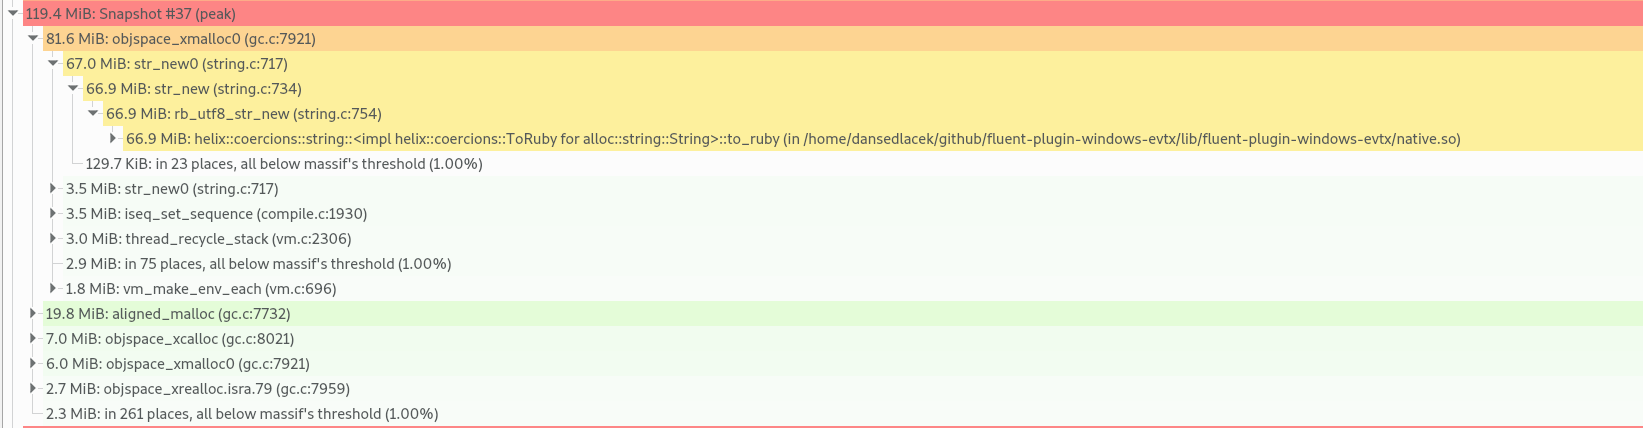 119.4 MiB: Snapshot #37 (peak)
81.6 MiB: objspace_xmalloc0 (gc.c:7921)
67.0 MiB: str_new0 (string.c:717)
66.9 MiB: str_new (string.c:734)
66.9 MiB: rb_utf8_str_new (string.c:754)
66.9 MiB: helix::coercions::string::<impl helix::coercions::ToRuby for alloc::string::String>::to_ruby (in /home/dansedlacek/github/fluent-plugin-windows-evtx/lib/fluent-plugin-windows-evtx/native.so)
129.7 KiB: in 23 places, all below massif's threshold (1.00%)
3.5 MiB: str_new0 (string.c:717)
3.5 MiB: iseq_set_sequence (compile.c:1930)
3.0 MiB: thread_recycle_stack (vm.c:2306)
2.9 MiB: in 75 places, all below massif's threshold (1.00%)
1.8 MiB: vm_make_env_each (vm.c:696)
19.8 MiB: aligned_malloc (gc.c:7732)
7.0 MiB: objspace_xcalloc (gc.c:8021)
6.0 MiB: objspace_xmalloc0 (gc.c:7921)
2.7 MiB: objspace_xrealloc.isra.79 (gc.c:7959)
2.3 MiB: in 261 places, all below massif's threshold (1.00%)